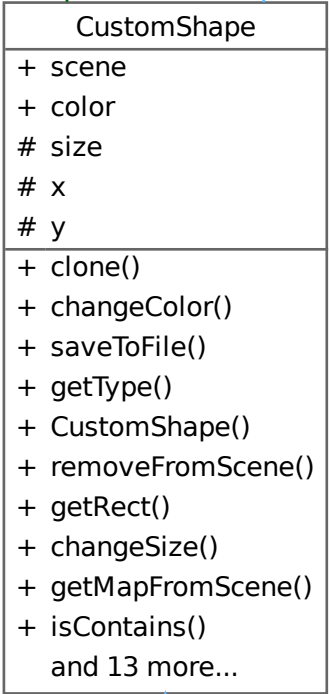 CustomShape
+ scene
+ color
# size
# x
# y
+ clone()
+ changeColor()
+ saveToFile()
+ getType()
+ CustomShape()
+ removeFromScene()
+ getRect()
+ changeSize()
+ getMapFromScene()
+ isContains()
and 13 more...